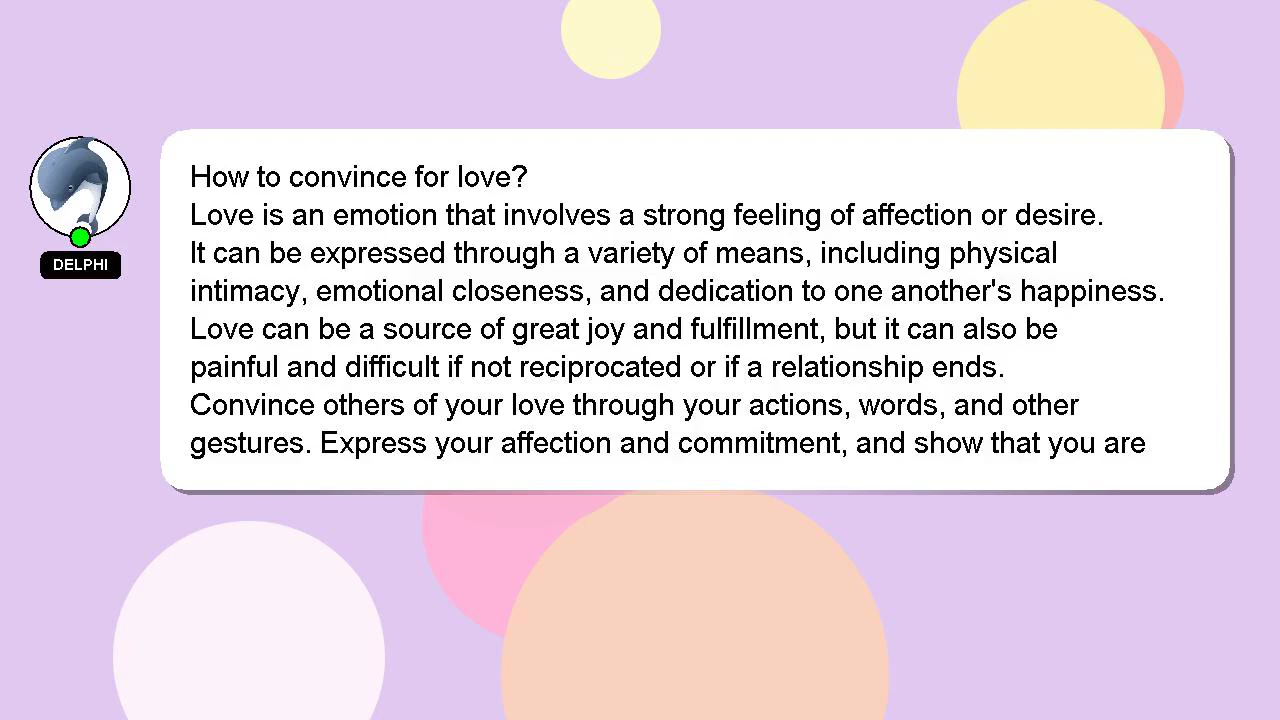 How to convince for love?
Love is an emotion that involves a strong feeling of affection or desire.
It can be expressed through a variety of means, including physical
intimacy, emotional closeness, and dedication to one another's happiness.
Love can be a source of great joy and fulfillment, but it can also be
painful and difficult if not reciprocated or if a relationship ends.
Convince others of your love through your actions, words, and other
gestures. Express your affection and commitment, and show that you are
DELPHI